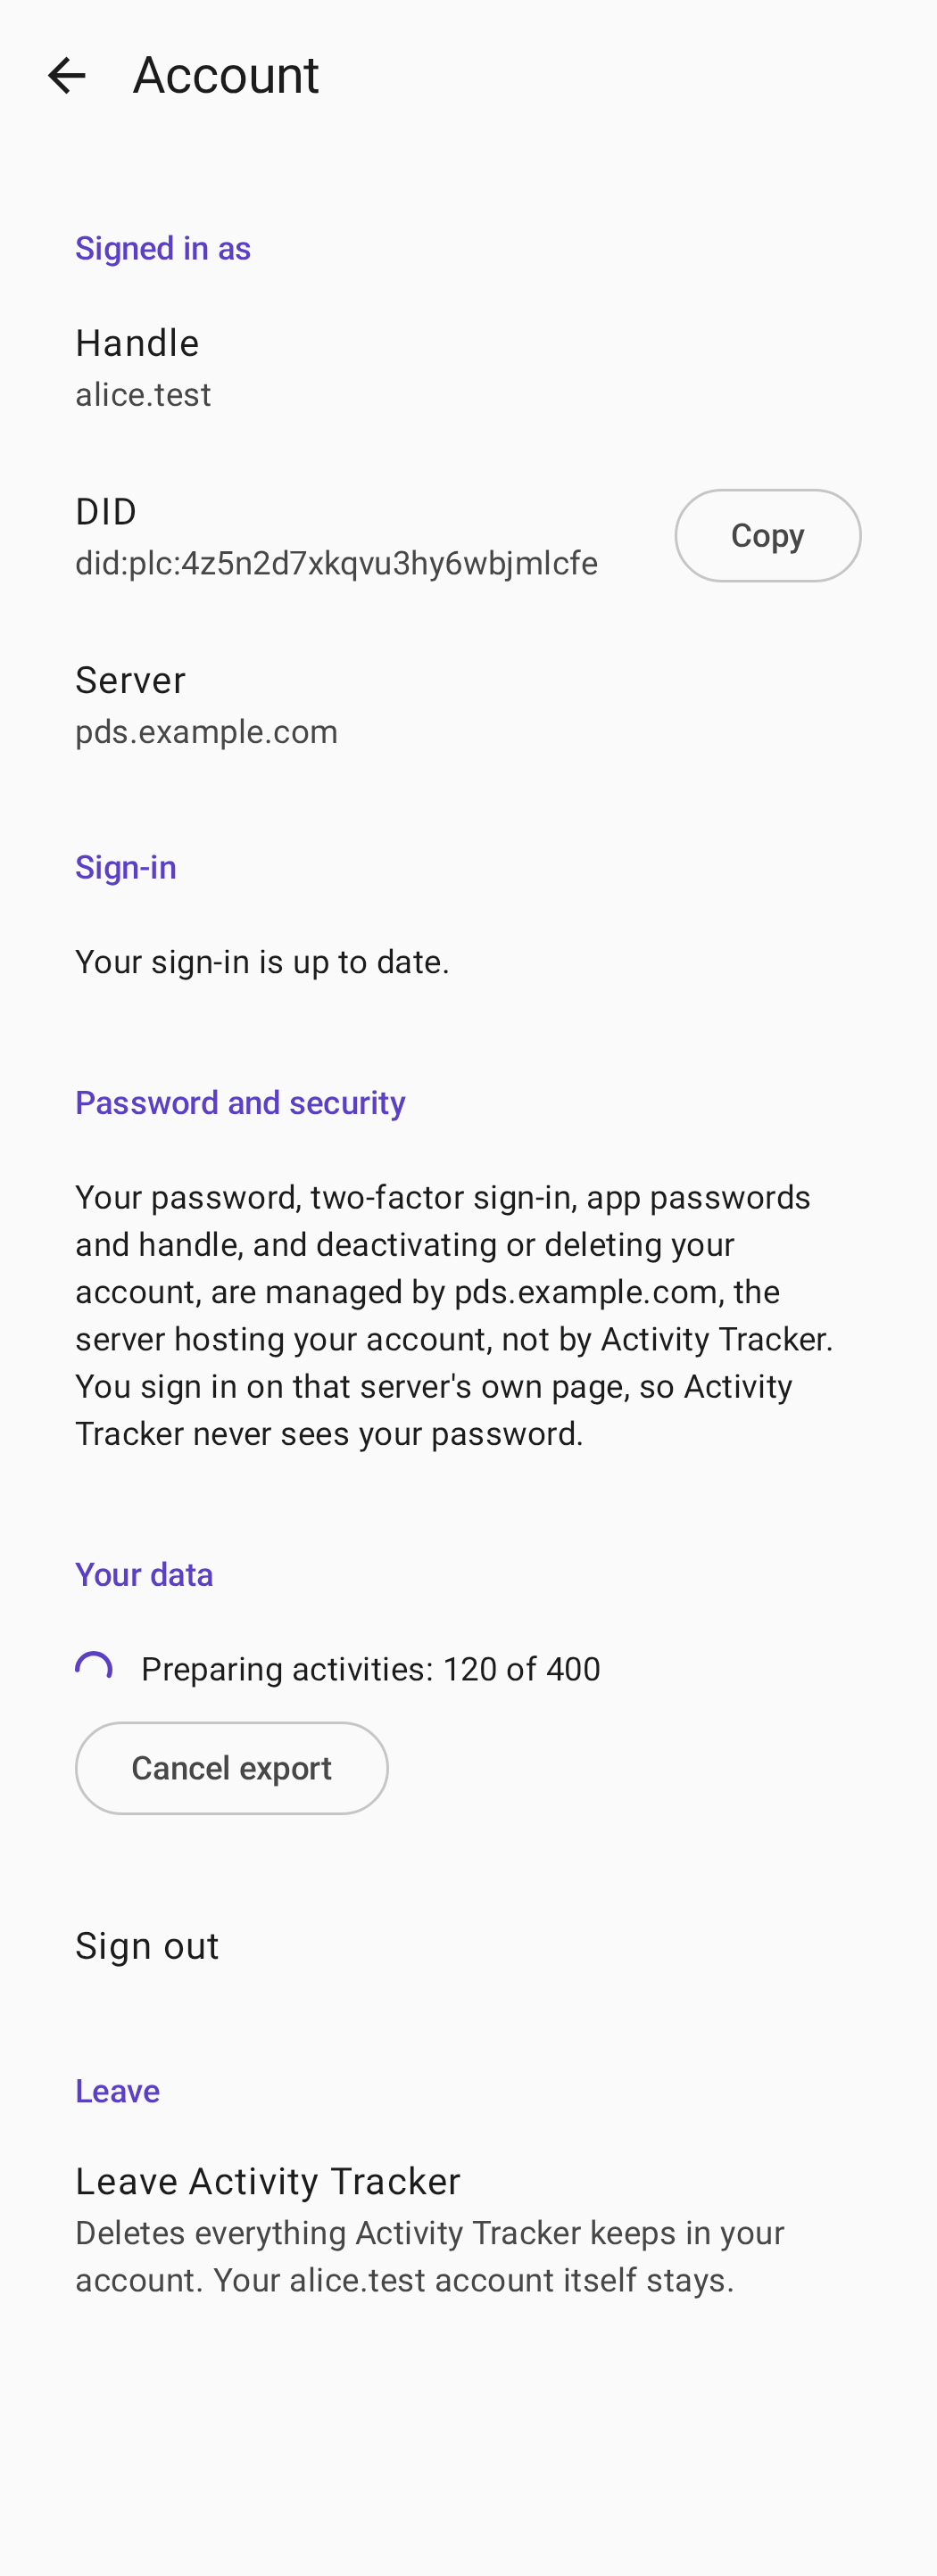 Account
Signed in as
Handle
alice.test
DID
did:plc:4z5n2d7xkqvu3hy6wbjmlcfe
Copy
Server
pds.example.com
Sign-in
Your sign-in is up to date.
Password and security
Your password, two-factor sign-in, app passwords
and handle, and deactivating or deleting your
account, are managed by pds.example.com, the
server hosting your account, not by Activity Tracker.
You sign in on that server's own page, so Activity
Tracker never sees your password.
Your data
Preparing activities: 120 of 400
Cancel export
Sign out
Leave
Leave Activity Tracker
Deletes everything Activity Tracker keeps in your
account. Your alice.test account itself stays.